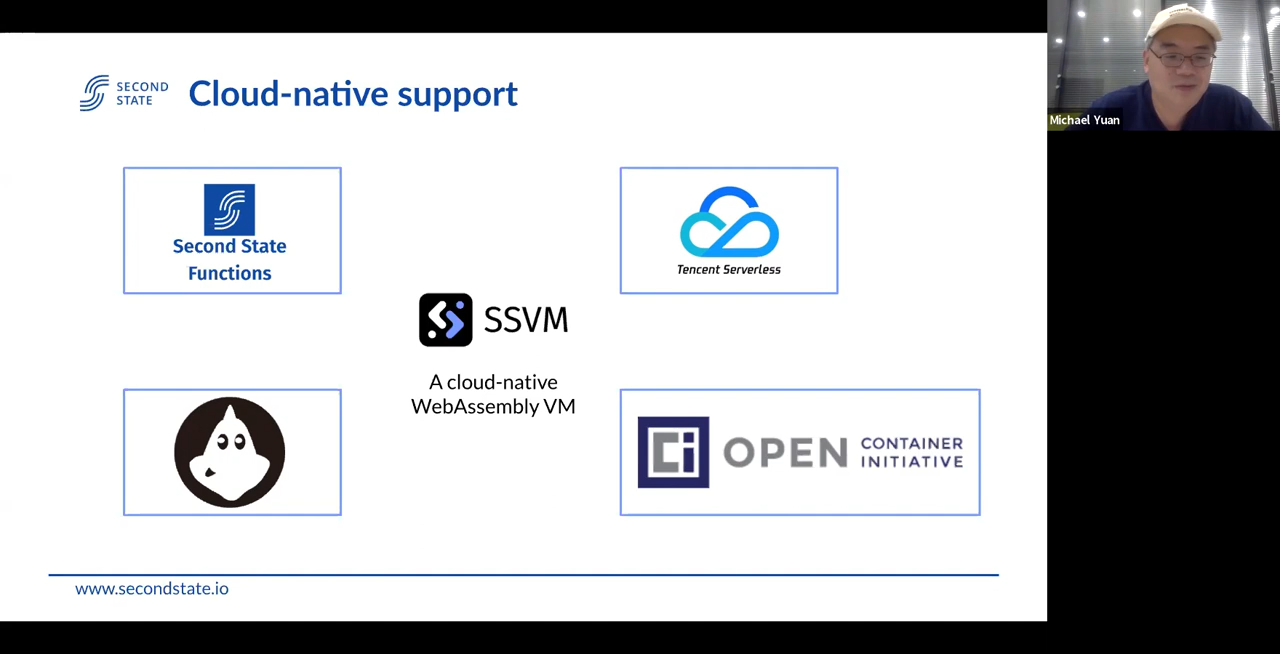 SECOND
STATE
Cloud-native support
Michael Yuan
Second State
Functions
Tencent Serverless
SSVM
A cloud-native
WebAssembly VM
OPEN CONTAINER
INITIATIVE
www.secondstate.io